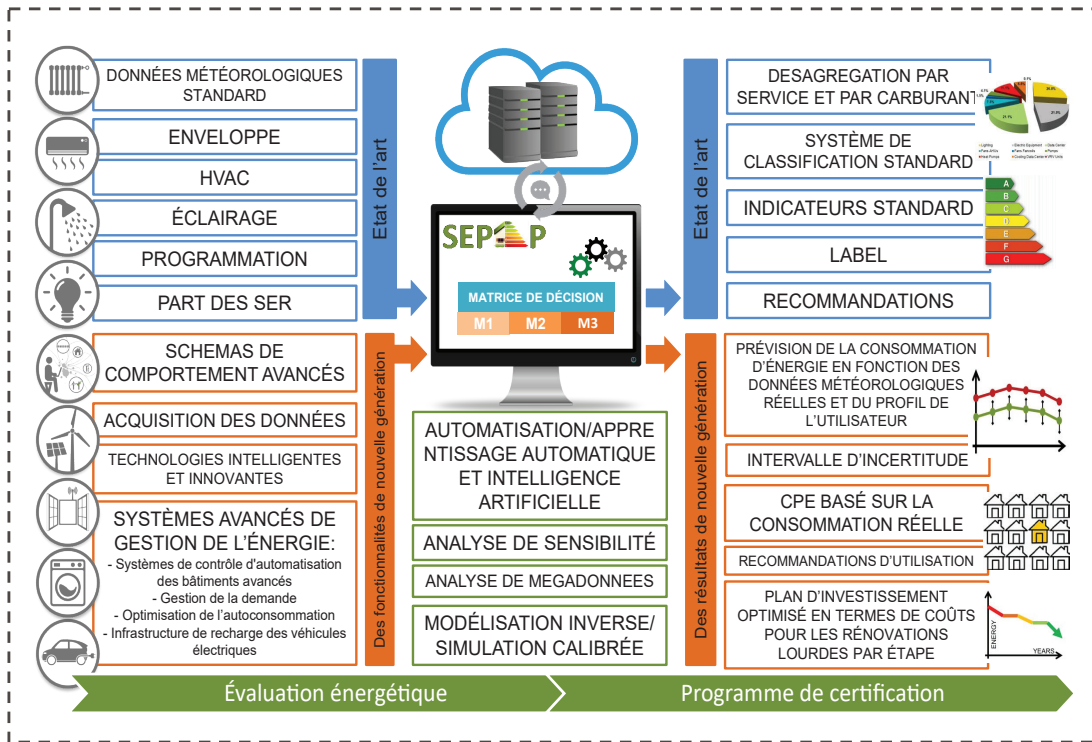 DONNÉES MÉTÉOROLOGIQUES
STANDARD
ENVELOPPE
HVAC
ÉCLAIRAGE
PROGRAMMATION
PART DES SER
Etat de l'art
SCHEMAS DE
COMPORTEMENT AVANCÉS
ACQUISITION DES DONNÉES
TECHNOLOGIES INTELLIGENTES
ET INNOVANTES
SYSTÈMES AVANCÉS DE
GESTION DE L'ÉNERGIE:
- Systèmes de contrôle d'automatisation
des bâtiments avancés
- Gestion de la demande
- Optimisation de l'autoconsommation
- Infrastructure de recharge des véhicules
électriques
Des fonctionnalités de nouvelle génération
SEP AP
MATRICE DE DÉCISION
M1 M2 M3
AUTOMATISATION/APPRE
NTISSAGE AUTOMATIQUE
ET INTELLIGENCE
ARTIFICIELLE
ANALYSE DE SENSIBILITÉ
ANALYSE DE MEGADONNEES
MODÉLISATION INVERSE/
SIMULATION CALIBRÉE
Etat de l'art
DESAGREGATION PAR
SERVICE ET PAR CARBURANT
SYSTÈME DE
CLASSIFICATION STANDARD
INDICATEURS STANDARD
LABEL
RECOMMANDATIONS
A
B
C
D
E
F
G
Des résultats de nouvelle génération
PRÉVISION DE LA CONSOMMATION
D'ÉNERGIE EN FONCTION DES
DONNÉES MÉTÉOROLOGIQUES
RÉELLES ET DU PROFIL DE
L'UTILISATEUR
INTERVALLE D'INCERTITUDE
CPE BASÉ SUR LA
CONSOMMATION RÉELLE
RECOMMANDATIONS D'UTILISATION
PLAN D'INVESTISSEMENT
OPTIMISÉ EN TERMES DE COÛTS
POUR LES RÉNOVATIONS
LOURDES PAR ÉTAPE
ENERGY
YEARS
Évaluation énergétique
Programme de certification